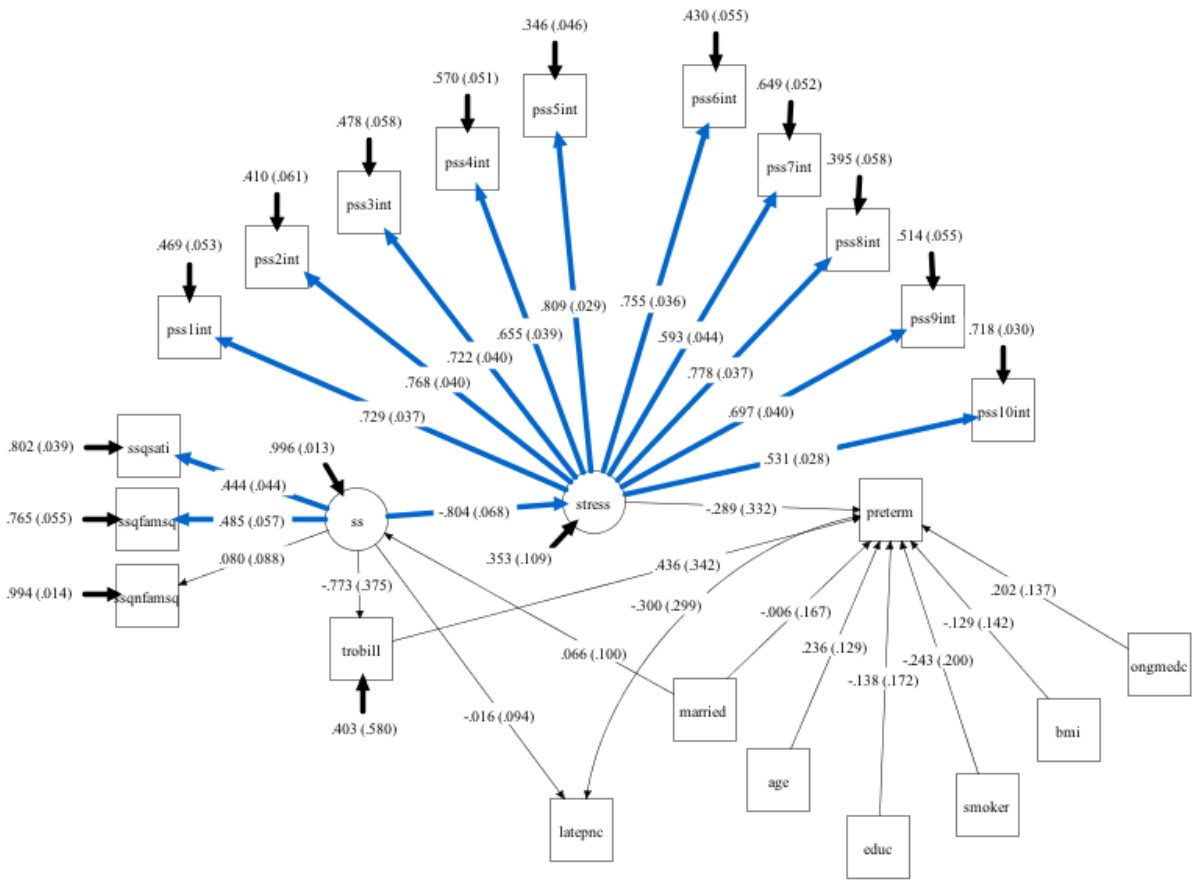 .430 (.055)
.346 (.046)
.570 (.051)
pss6int
.649 (.052)
pss5int
.478 (.058)
pss4int
pss7int
.395 (.058)
.410 (.061)
pss3int
pss8int
.514 (.055)
.469 (.053)
pss2int
.755 (.036)
.809 (.029)
pss9int
pss1int
.655 (.039)
.593 (.044)
.718 (.030)
.722 (.040)
.778 (.037)
.768 (.040)
.729 (.037)
.697 (.040)
pss10int
.802 (.039)
ssqsati
.996 (.013)
.531 (.028)
.444 (.044)
stress
-.289 (.332)
preterm
.765 (.055)
ssqfamsq
.485 (.057)
ss
-.804 (.068)
.080 (.088)
.353 (.109)
.436 (.342)
-.773 (.375)
.994 (.014)
ssqnfamsq
-.300 (.299)
-.006 (.167)
.202 (.137)
-.129 (.142)
trobill
.066 (.100)
.236 (.129)
-.243 (.200)
ongmedc
-.138 (.172)
married
-.016 (.094)
.403 (.580)
bmi
age
smoker
latepnc
educ